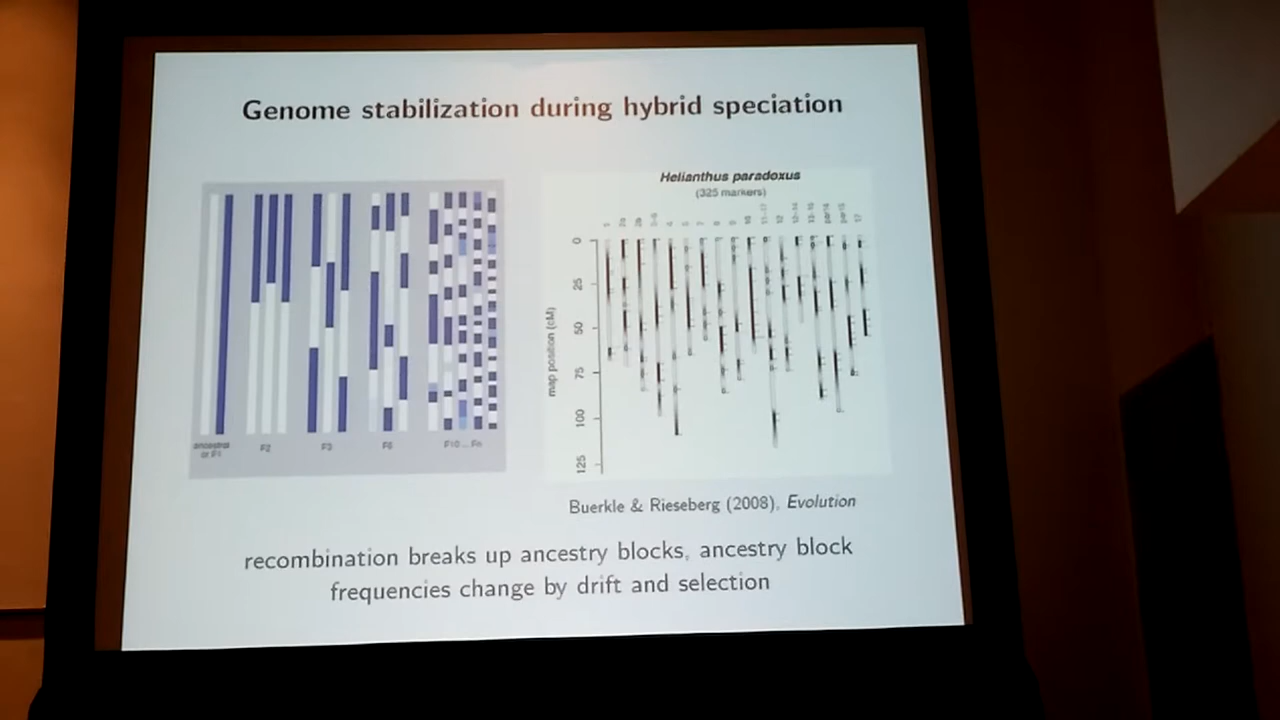 Genome stabilization during hybrid speciation
ancestral
or F1
F2
F3
F10 ... Fn
Helianthus paradoxus
(325 markers)
map position (cM)
0
25
50
75
100
125
Buerkle & Rieseberg (2008), Evolution
recombination breaks up ancestry blocks, ancestry block
frequencies change by drift and selection